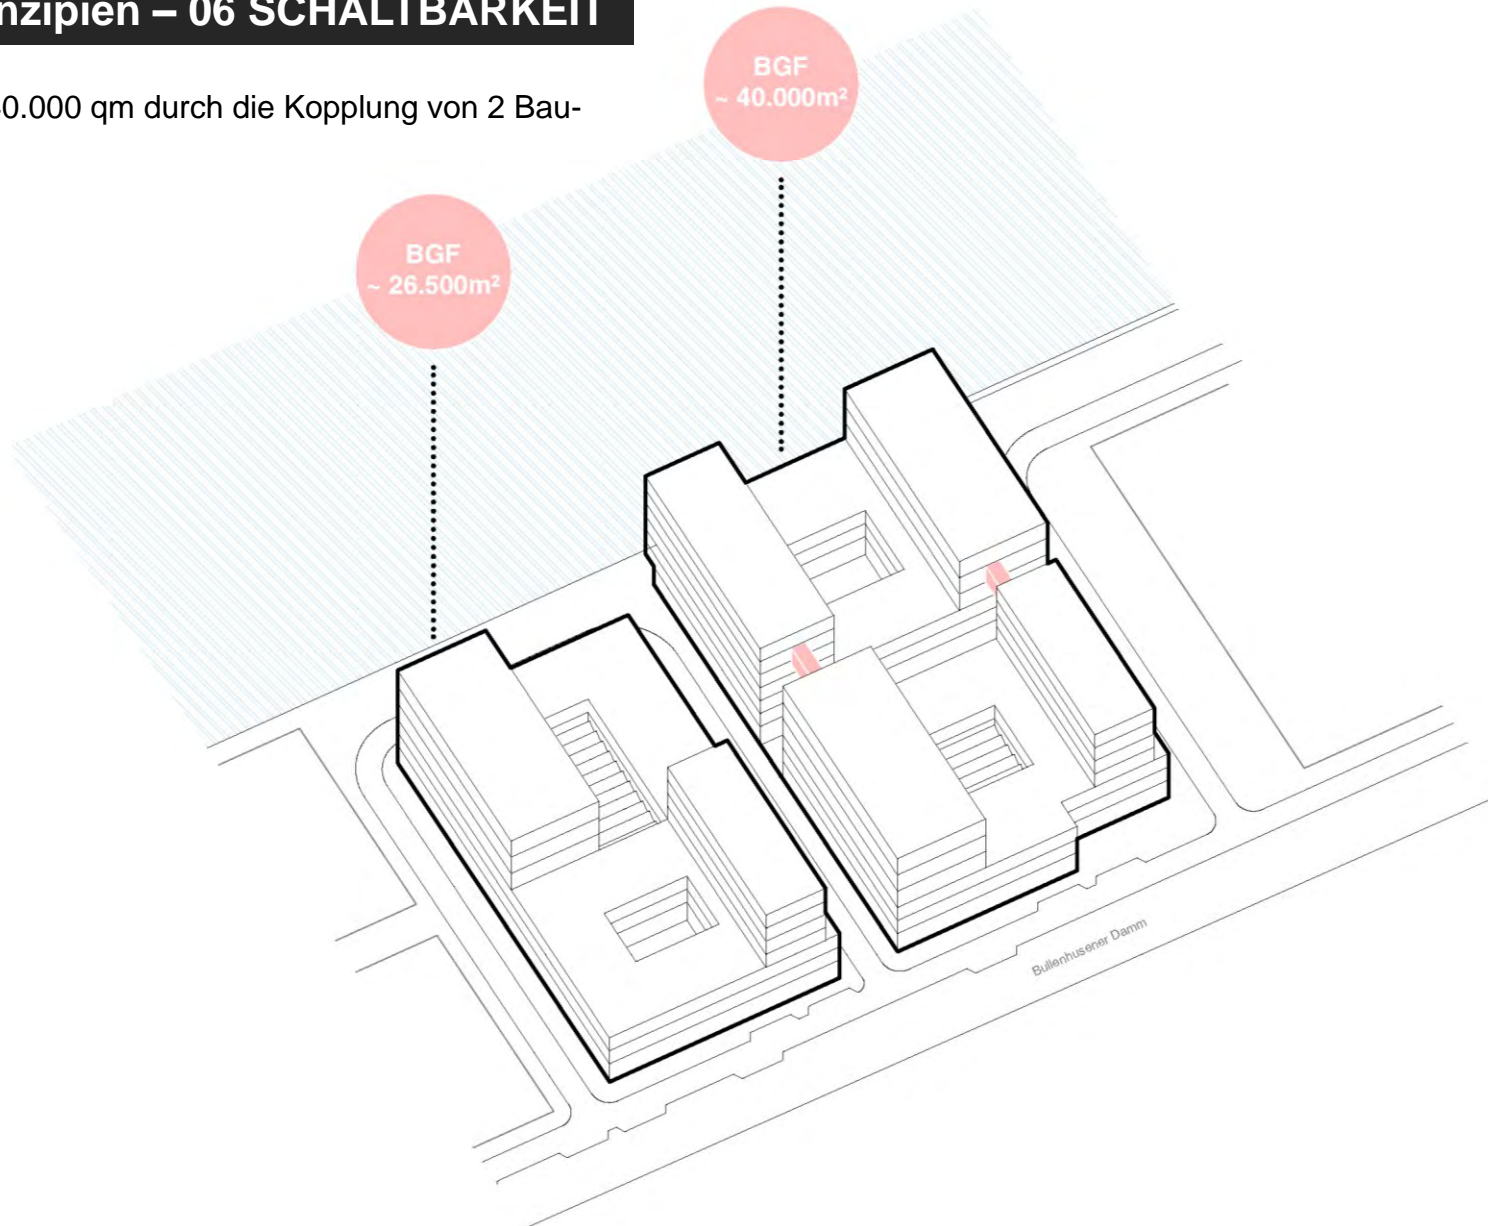 nzipien – 06 SCHALTBARKEIT
0.000 qm durch die Kopplung von 2 Bau-
BGF
~ 40.000m²
BGF
~ 26.500m²
Bullenhusener Damm